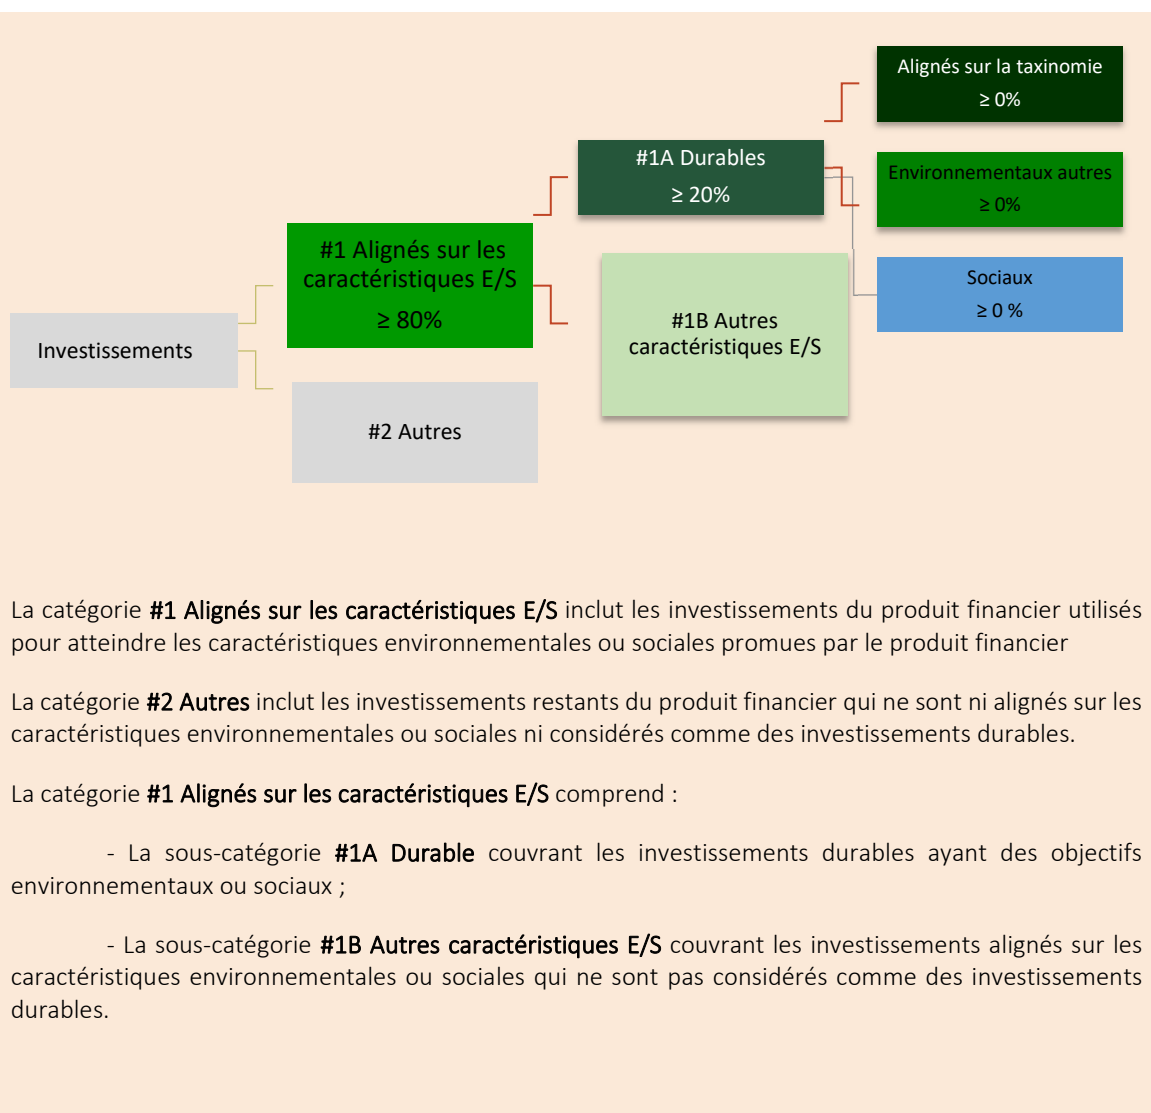 Alignés sur la taxinomie
≥ 0%
#1A Durables
≥ 20%
Environnementaux autres
≥ 0%
#1 Alignés sur les
caractéristiques E/S
≥ 80%
Sociaux
≥ 0 %
#1B Autres
caractéristiques E/S
Investissements
#2 Autres
La catégorie #1 Alignés sur les caractéristiques E/S inclut les investissements du produit financier utilisés
pour atteindre les caractéristiques environnementales ou sociales promues par le produit financier
La catégorie #2 Autres inclut les investissements restants du produit financier qui ne sont ni alignés sur les
caractéristiques environnementales ou sociales ni considérés comme des investissements durables.
La catégorie #1 Alignés sur les caractéristiques E/S comprend :
- La sous-catégorie #1A Durable couvrant les investissements durables ayant des objectifs
environnementaux ou sociaux ;
- La sous-catégorie #1B Autres caractéristiques E/S couvrant les investissements alignés sur les
caractéristiques environnementales ou sociales qui ne sont pas considérés comme des investissements
durables.